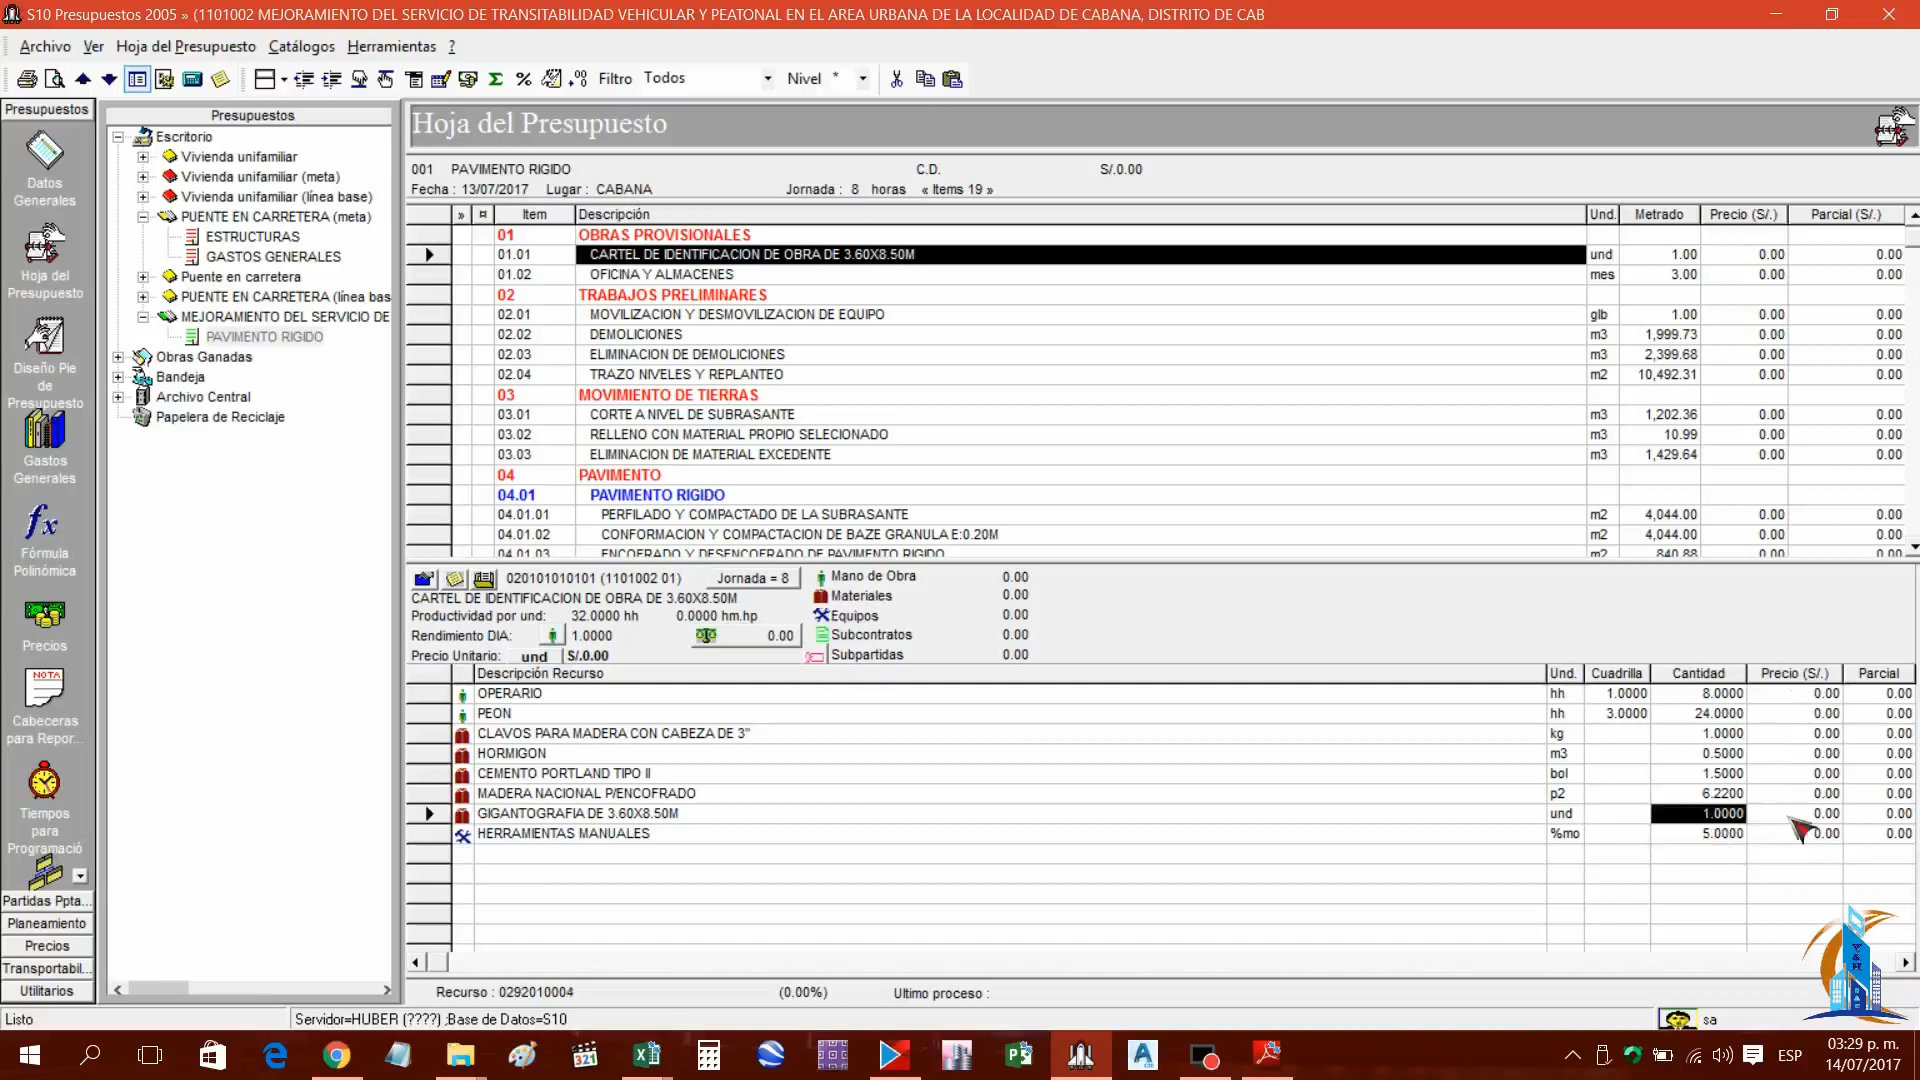 S10 Presupuestos 2005 » (1101002 MEJORAMIENTO DEL SERVICIO DE TRANSITABILIDAD VEHICULAR Y PEATONAL EN EL AREA URBANA DE LA LOCALIDAD DE CABANA, DISTRITO DE CAB
Archivo Ver Hoja del Presupuesto Catálogos Herramientas ?
Filtro Todos Nivel *
Presupuestos
Datos Generales
Hoja del Presupuesto
Diseño Pie de Presupuesto
Gastos Generales
fx
Fórmula Polinómica
Precios
NOTA
Cabeceras para Repor...
Tiempos para Programació
Partidas Ppta...
Planeamiento
Precios
Transportabil...
Utilitarios
Presupuestos
Escritorio
Vivienda unifamiliar
Vivienda unifamiliar (meta)
Vivienda unifamiliar (línea base)
PUENTE EN CARRETERA (meta)
ESTRUCTURAS
GASTOS GENERALES
Puente en carretera
PUENTE EN CARRETERA (línea bas
MEJORAMIENTO DEL SERVICIO DE
PAVIMENTO RIGIDO
Obras Ganadas
Bandeja
Archivo Central
Papelera de Reciclaje
Hoja del Presupuesto
001 PAVIMENTO RIGIDO C.D. S/.0.00
Fecha : 13/07/2017 Lugar : CABANA Jornada : 8 horas « Items 19 »
» ¤ Item Descripción Und. Metrado Precio (S/.) Parcial (S/.)
01 OBRAS PROVISIONALES
01.01 CARTEL DE IDENTIFICACION DE OBRA DE 3.60X8.50M und 1.00 0.00 0.00
01.02 OFICINA Y ALMACENES mes 3.00 0.00 0.00
02 TRABAJOS PRELIMINARES
02.01 MOVILIZACION Y DESMOVILIZACION DE EQUIPO glb 1.00 0.00 0.00
02.02 DEMOLICIONES m3 1,999.73 0.00 0.00
02.03 ELIMINACION DE DEMOLICIONES m3 2,399.68 0.00 0.00
02.04 TRAZO NIVELES Y REPLANTEO m2 10,492.31 0.00 0.00
03 MOVIMIENTO DE TIERRAS
03.01 CORTE A NIVEL DE SUBRASANTE m3 1,202.36 0.00 0.00
03.02 RELLENO CON MATERIAL PROPIO SELECIONADO m3 10.99 0.00 0.00
03.03 ELIMINACION DE MATERIAL EXCEDENTE m3 1,429.64 0.00 0.00
04 PAVIMENTO
04.01 PAVIMENTO RIGIDO
04.01.01 PERFILADO Y COMPACTADO DE LA SUBRASANTE m2 4,044.00 0.00 0.00
04.01.02 CONFORMACION Y COMPACTACION DE BAZE GRANULA E:0.20M m2 4,044.00 0.00 0.00
04.01.03 ENCOFRADO Y DESENCOFRADO DE PAVIMENTO RIGIDO m2 840.88 0.00 0.00
020101010101 (1101002 01) Jornada = 8 Mano de Obra 0.00
CARTEL DE IDENTIFICACION DE OBRA DE 3.60X8.50M Materiales 0.00
Productividad por und: 32.0000 hh 0.0000 hm.hp Equipos 0.00
Rendimiento DIA: 1.0000 0.00 Subcontratos 0.00
Precio Unitario: und S/.0.00 Subpartidas 0.00
Descripción Recurso Und. Cuadrilla Cantidad Precio (S/.) Parcial
OPERARIO hh 1.0000 8.0000 0.00 0.00
PEON hh 3.0000 24.0000 0.00 0.00
CLAVOS PARA MADERA CON CABEZA DE 3" kg 1.0000 0.00 0.00
HORMIGON m3 0.5000 0.00 0.00
CEMENTO PORTLAND TIPO II bol 1.5000 0.00 0.00
MADERA NACIONAL P/ENCOFRADO p2 6.2200 0.00 0.00
GIGANTOGRAFIA DE 3.60X8.50M und 1.0000 0.00 0.00
HERRAMIENTAS MANUALES %mo 5.0000 0.00 0.00
Recurso : 0292010004 (0.00%) Ultimo proceso :
Listo Servidor=HUBER (????) ;Base de Datos=S10 sa
ESP 03:29 p. m.
14/07/2017